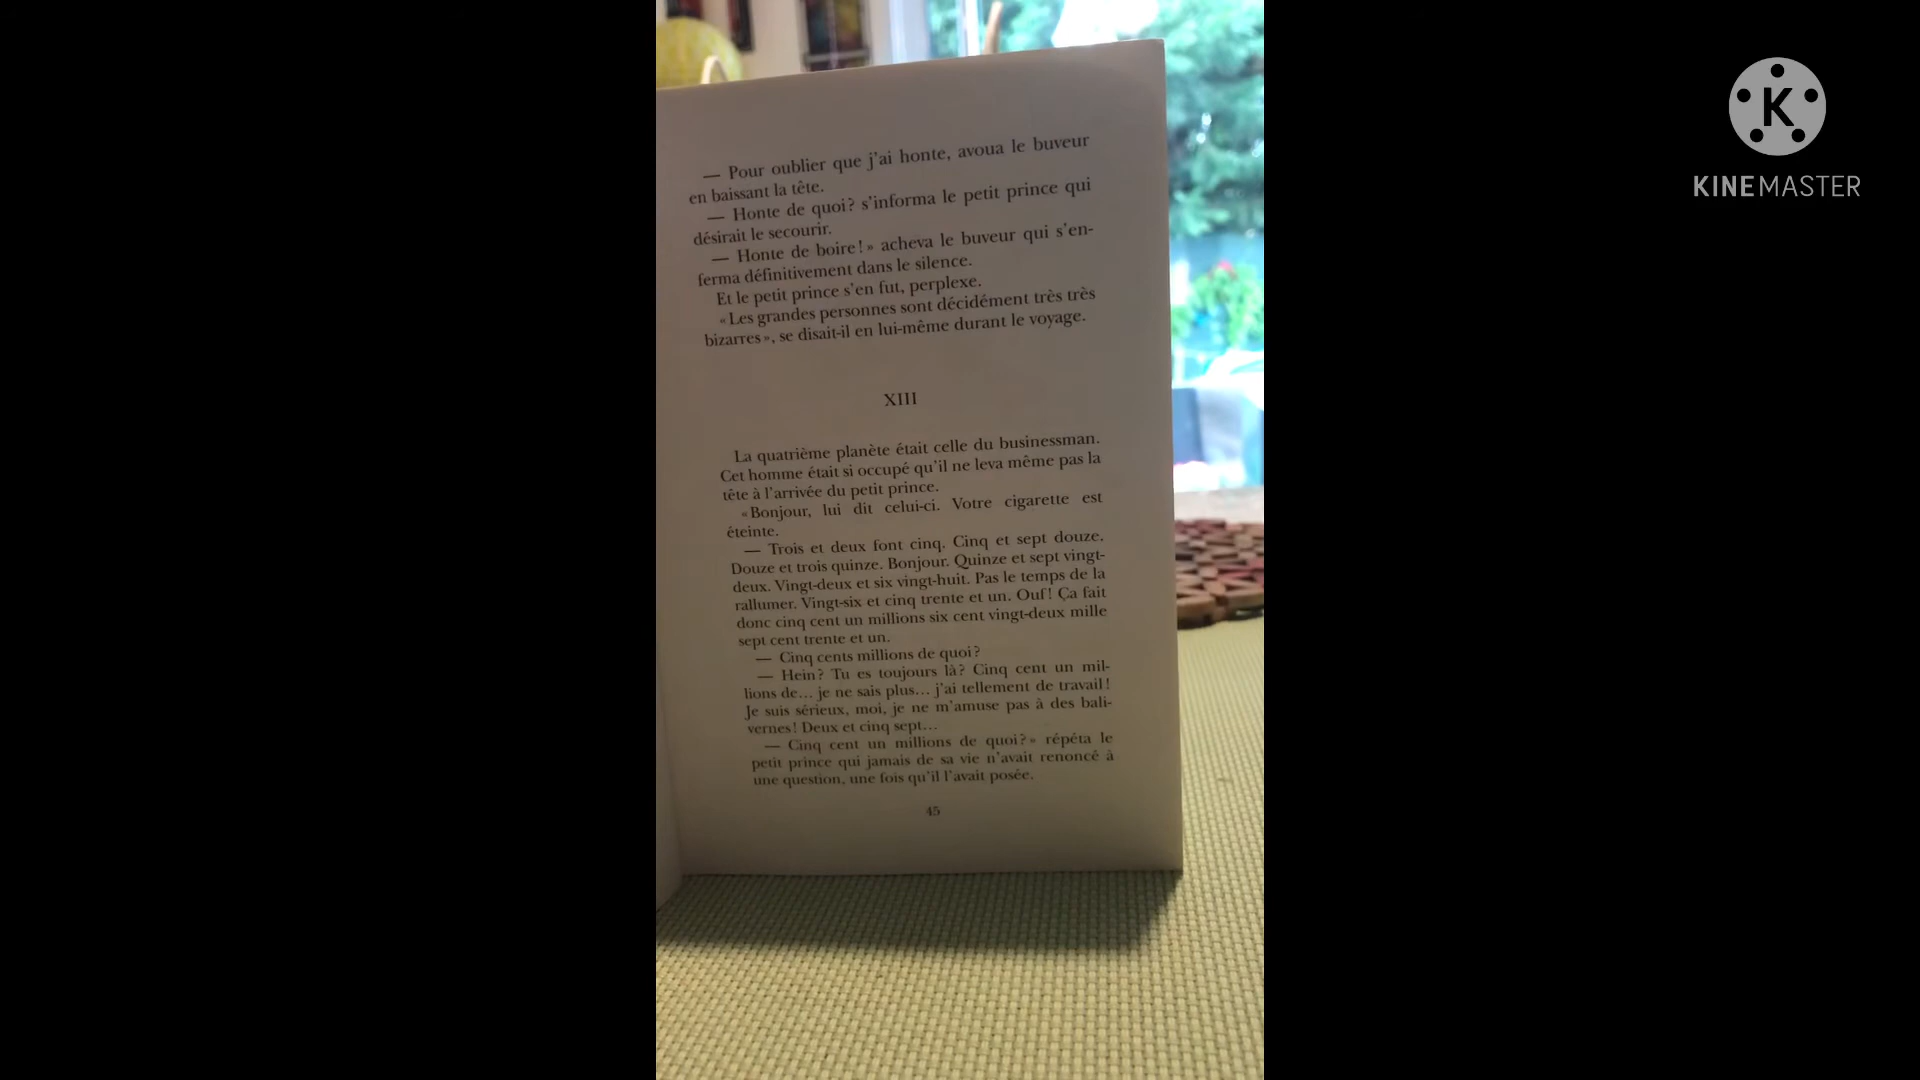 — Pour oublier que j'ai honte, avoua le buveur
en baissant la tête.
— Honte de quoi? s'informa le petit prince qui
désirait le secourir.
— Honte de boire!» acheva le buveur qui s'en-
ferma définitivement dans le silence.
Et le petit prince s'en fut, perplexe.
«Les grandes personnes sont décidément très très
bizarres», se disait-il en lui-même durant le voyage.
XIII
La quatrième planète était celle du businessman.
Cet homme était si occupé qu'il ne leva même pas la
tête à l'arrivée du petit prince.
«Bonjour, lui dit celui-ci. Votre cigarette est
éteinte.
— Trois et deux font cinq. Cinq et sept douze.
Douze et trois quinze. Bonjour. Quinze et sept vingt-
deux. Vingt-deux et six vingt-huit. Pas le temps de la
rallumer. Vingt-six et cinq trente et un. Ouf! Ça fait
donc cinq cent un millions six cent vingt-deux mille
sept cent trente et un.
— Cinq cents millions de quoi?
— Hein? Tu es toujours là? Cinq cent un mil-
lions de... je ne sais plus... j'ai tellement de travail!
Je suis sérieux, moi, je ne m'amuse pas à des bali-
vernes! Deux et cinq sept...
— Cinq cent un millions de quoi?» répéta le
petit prince qui jamais de sa vie n'avait renoncé à
une question, une fois qu'il l'avait posée.
45
K
KINEMASTER